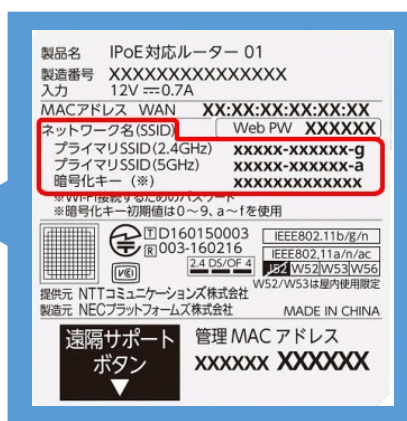 製品名 IPoE対応ルーター 01
製造番号 XXXXXXXXXXXXXXX
入力 12V ⎓0.7A
MACアドレス WAN XX:XX:XX:XX:XX:XX
ネットワーク名(SSID) Web PW XXXXXX
プライマリSSID(2.4GHz) xxxxx-xxxxxx-g
プライマリSSID(5GHz) xxxxx-xxxxxx-a
暗号化キー (※) xxxxxxxxxxxxx
※Wi-Fi接続するためのパスワード
※暗号化キー初期値は0~9、a~fを使用
T D160150003
R 003-160216
IEEE802.11b/g/n
IEEE802.11a/n/ac
2.4 DS/OF 4
J52 W52 W53 W56
VCCI
W52/W53は屋内使用限定
提供元 NTTコミュニケーションズ株式会社
製造元 NECプラットフォームズ株式会社 MADE IN CHINA
遠隔サポートボタン
▼
管理 MAC アドレス
XXXXXX XXXXXX